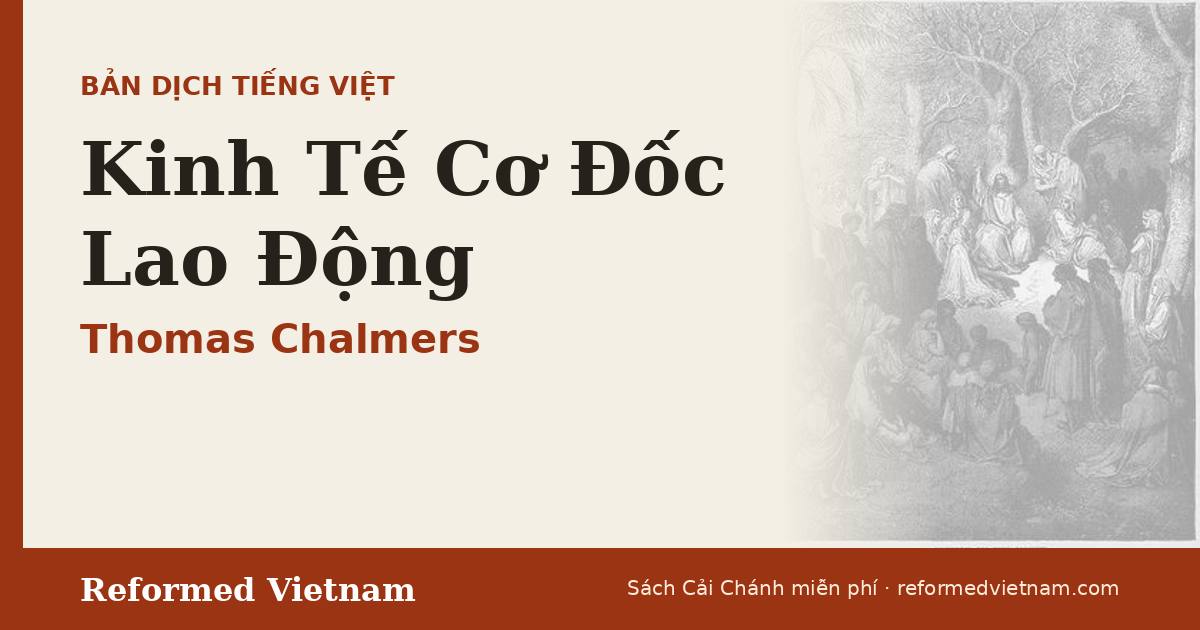 BẢN DỊCH TIẾNG VIỆT
Kinh Tế Cơ Đốc
Lao Động
Thomas Chalmers
Reformed Vietnam
Sách Cải Chánh miễn phí · reformedvietnam.com